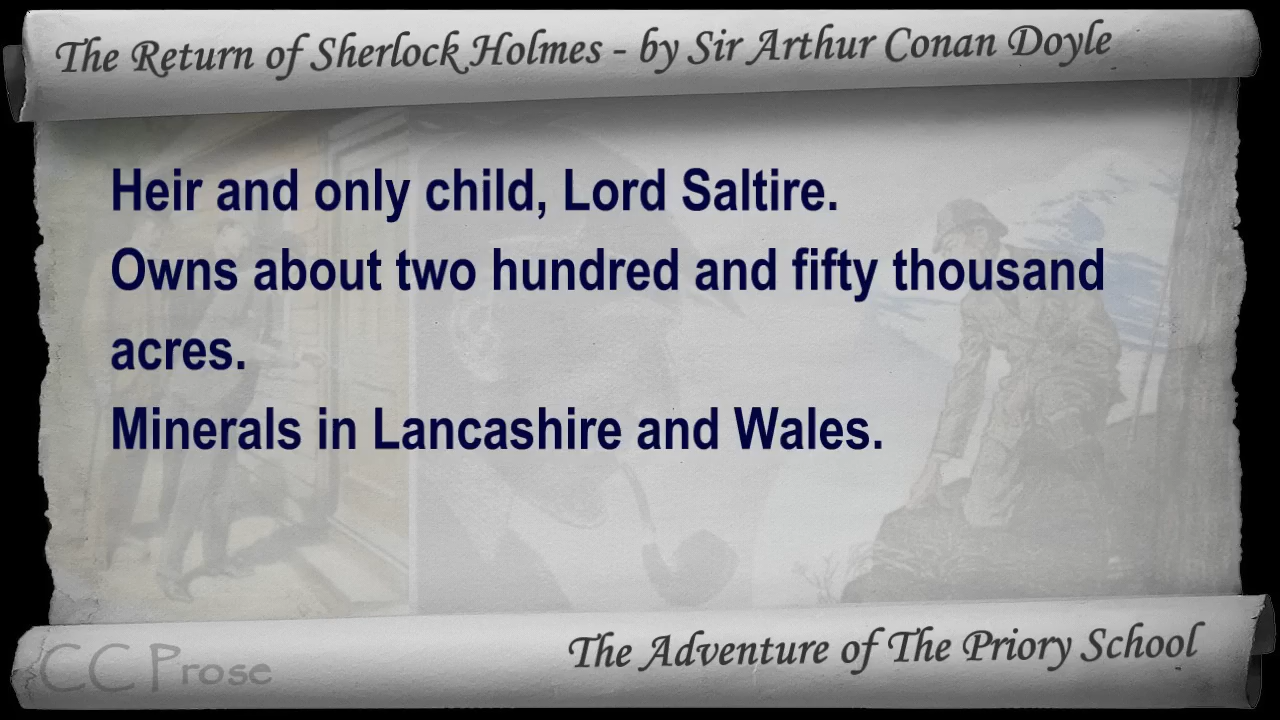 The Return of Sherlock Holmes - by Sir Arthur Conan Doyle
Heir and only child, Lord Saltire.
Owns about two hundred and fifty thousand
acres.
Minerals in Lancashire and Wales.
CC Prose
The Adventure of The Priory School